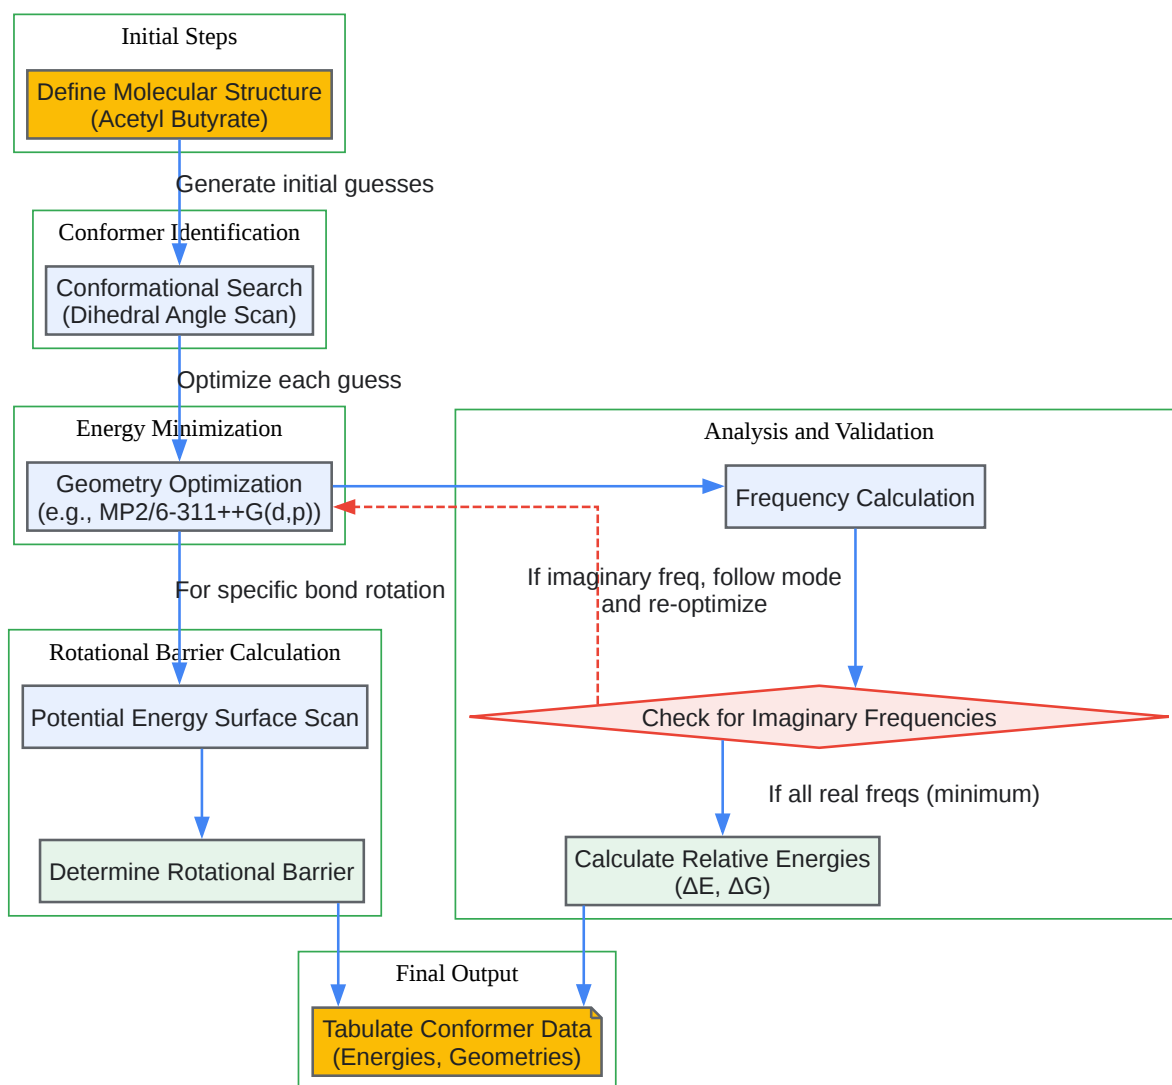 Initial Steps
Define Molecular Structure
(Acetyl Butyrate)
Generate initial guesses
Conformer Identification
Conformational Search
(Dihedral Angle Scan)
Optimize each guess
Energy Minimization
Geometry Optimization
(e.g., MP2/6-311++G(d,p))
For specific bond rotation
Rotational Barrier Calculation
Potential Energy Surface Scan
Determine Rotational Barrier
Analysis and Validation
Frequency Calculation
If imaginary freq, follow mode
and re-optimize
Check for Imaginary Frequencies
If all real freqs (minimum)
Calculate Relative Energies
(ΔE, ΔG)
Final Output
Tabulate Conformer Data
(Energies, Geometries)